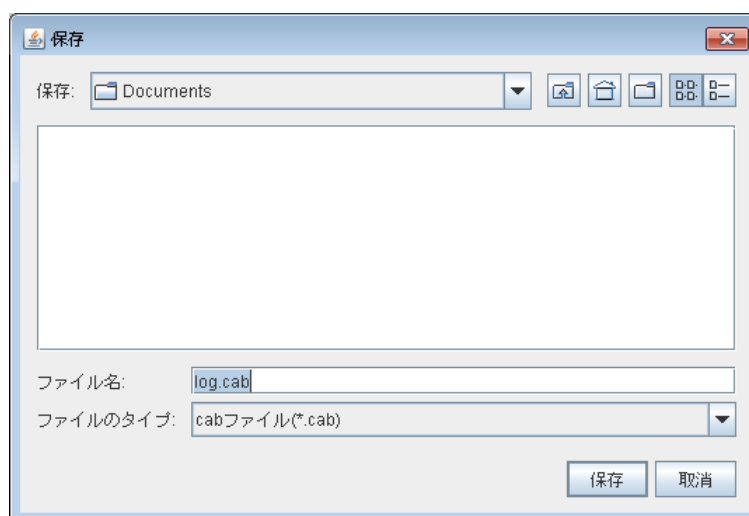 保存
保存: Documents
ファイル名: log.cab
ファイルのタイプ: cabファイル(*.cab)
保存 取消